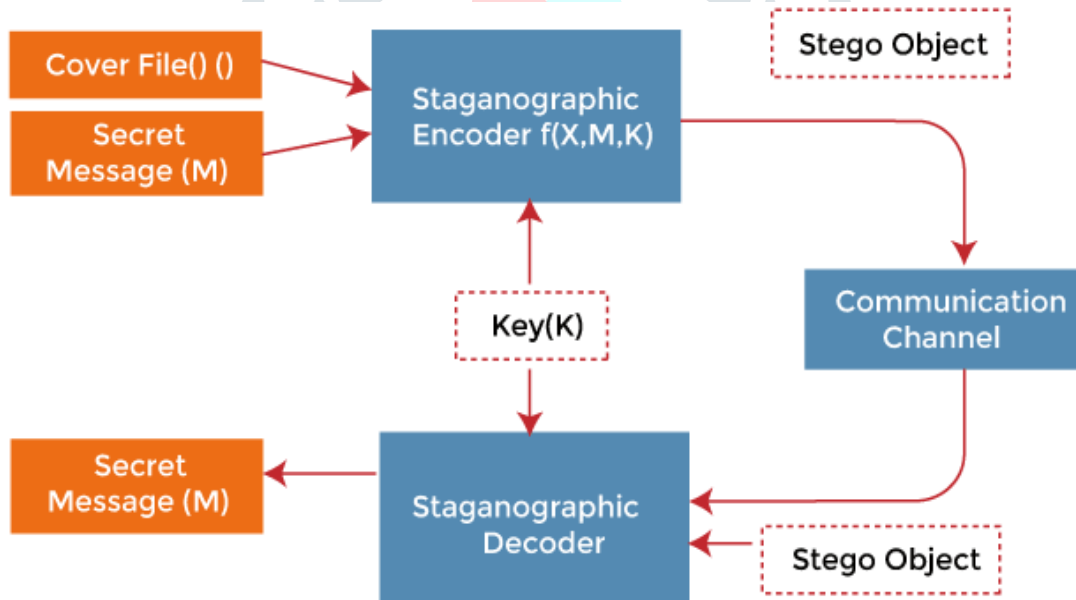 Cover File() ()
Secret
Message (M)
Staganographic
Encoder f(X,M,K)
Stego Object
Key(K)
Communication
Channel
Secret
Message (M)
Staganographic
Decoder
Stego Object